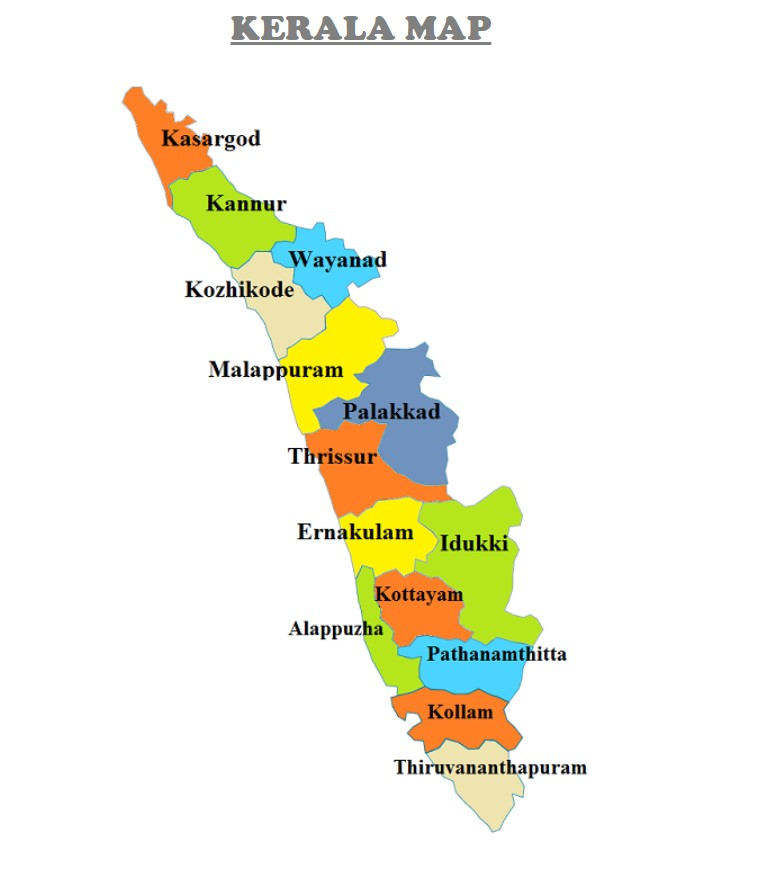 KERALA MAP
Kasargod
Kannur
Wayanad
Kozhikode
Malappuram
Palakkad
Thrissur
Ernakulam
Idukki
Kottayam
Alappuzha
Pathanamthitta
Kollam
Thiruvananthapuram